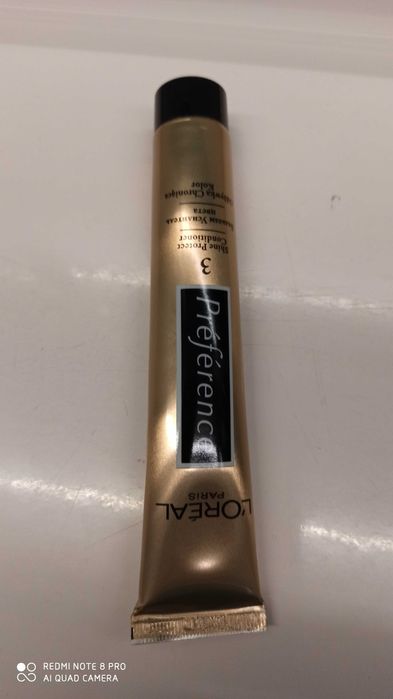 L'ORÉAL
PARIS
Préférence
3
Shine Protect
Conditioner
Бальзам Усилитель
цвета
Odżywka Chroniąca
Kolor
REDMI NOTE 8 PRO
AI QUAD CAMERA